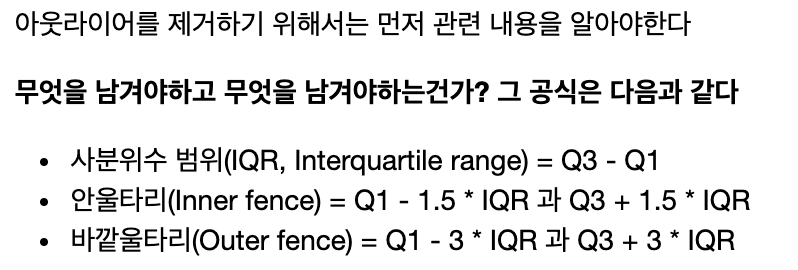 아웃라이어를 제거하기 위해서는 먼저 관련 내용을 알아야한다
무엇을 남겨야하고 무엇을 남겨야하는건가? 그 공식은 다음과 같다
• 사분위수 범위(IQR, Interquartile range) = Q3 - Q1
• 안울타리(Inner fence) = Q1 - 1.5 * IQR 과 Q3 + 1.5 * IQR
• 바깥울타리(Outer fence) = Q1 - 3 * IQR 과 Q3 + 3 * IQR